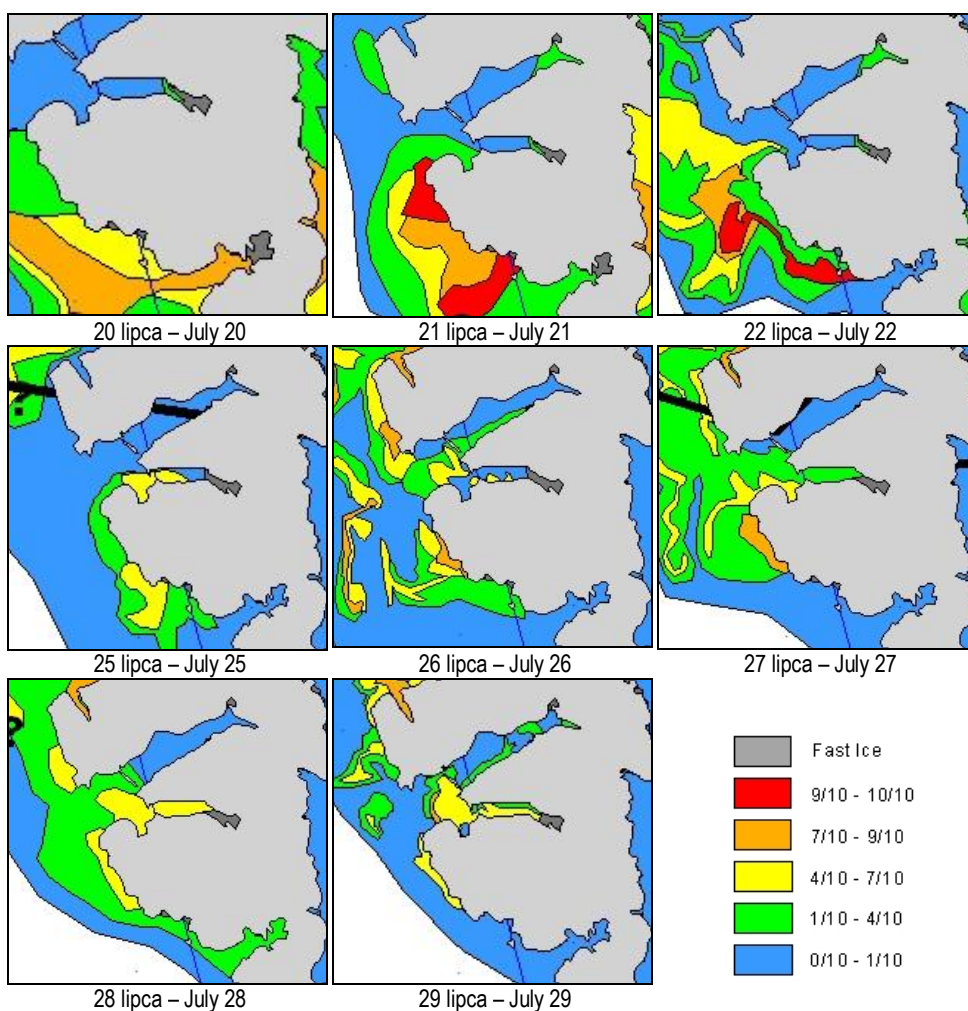 20 lipca – July 20
21 lipca – July 21
22 lipca – July 22
?
25 lipca – July 25
26 lipca – July 26
27 lipca – July 27
?
28 lipca – July 28
29 lipca – July 29
Fast Ice
9/10 - 10/10
7/10 - 9/10
4/10 - 7/10
1/10 - 4/10
0/10 - 1/10